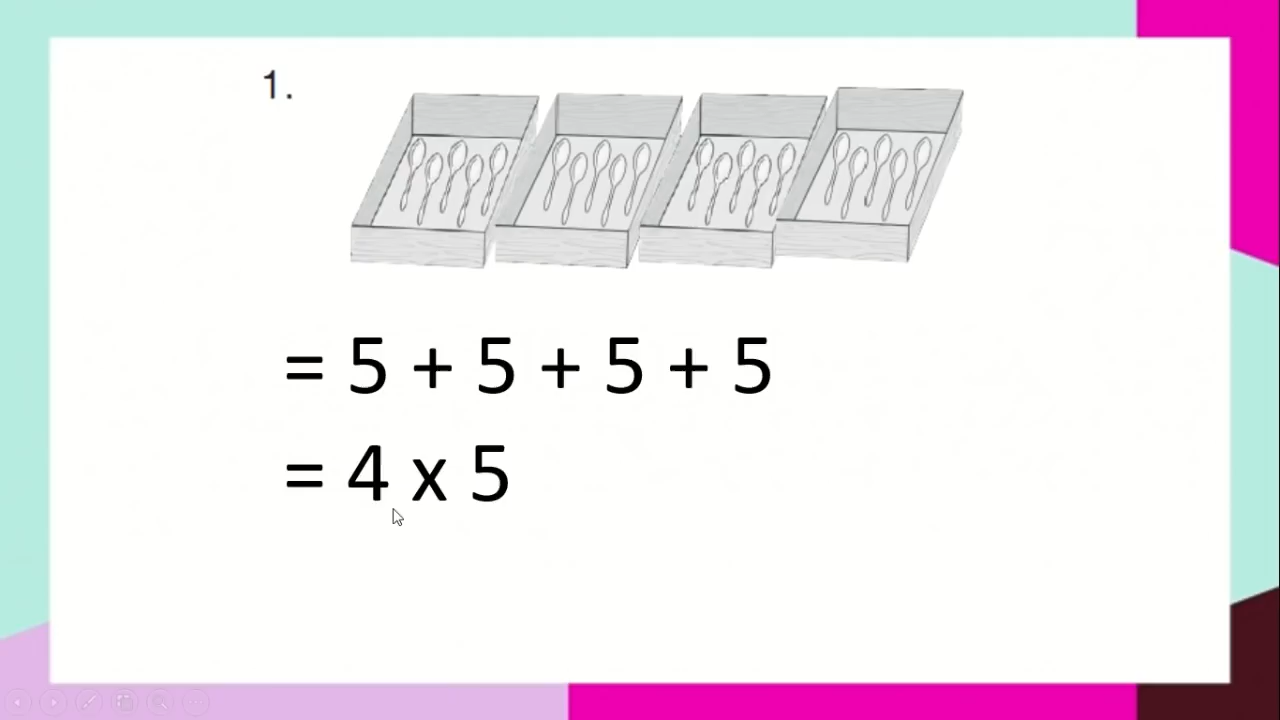 1.
= 5 + 5 + 5 + 5
= 4 x 5